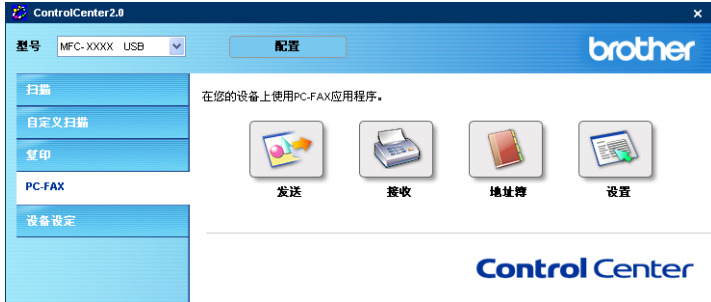 ControlCenter2.0
型号 MFC-XXXX USB 配置 brother
扫描
自定义扫描
复印
PC-FAX
设备设定
在您的设备上使用PC-FAX应用程序。
发送 接收 地址簿 设置
Control Center